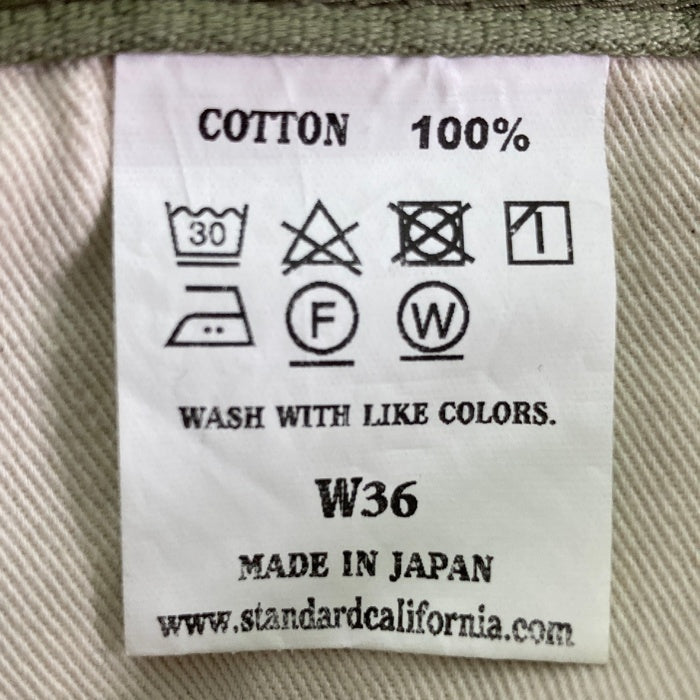 COTTON 100%
30 1
F W
WASH WITH LIKE COLORS.
W36
MADE IN JAPAN
www.standardcalifornia.com